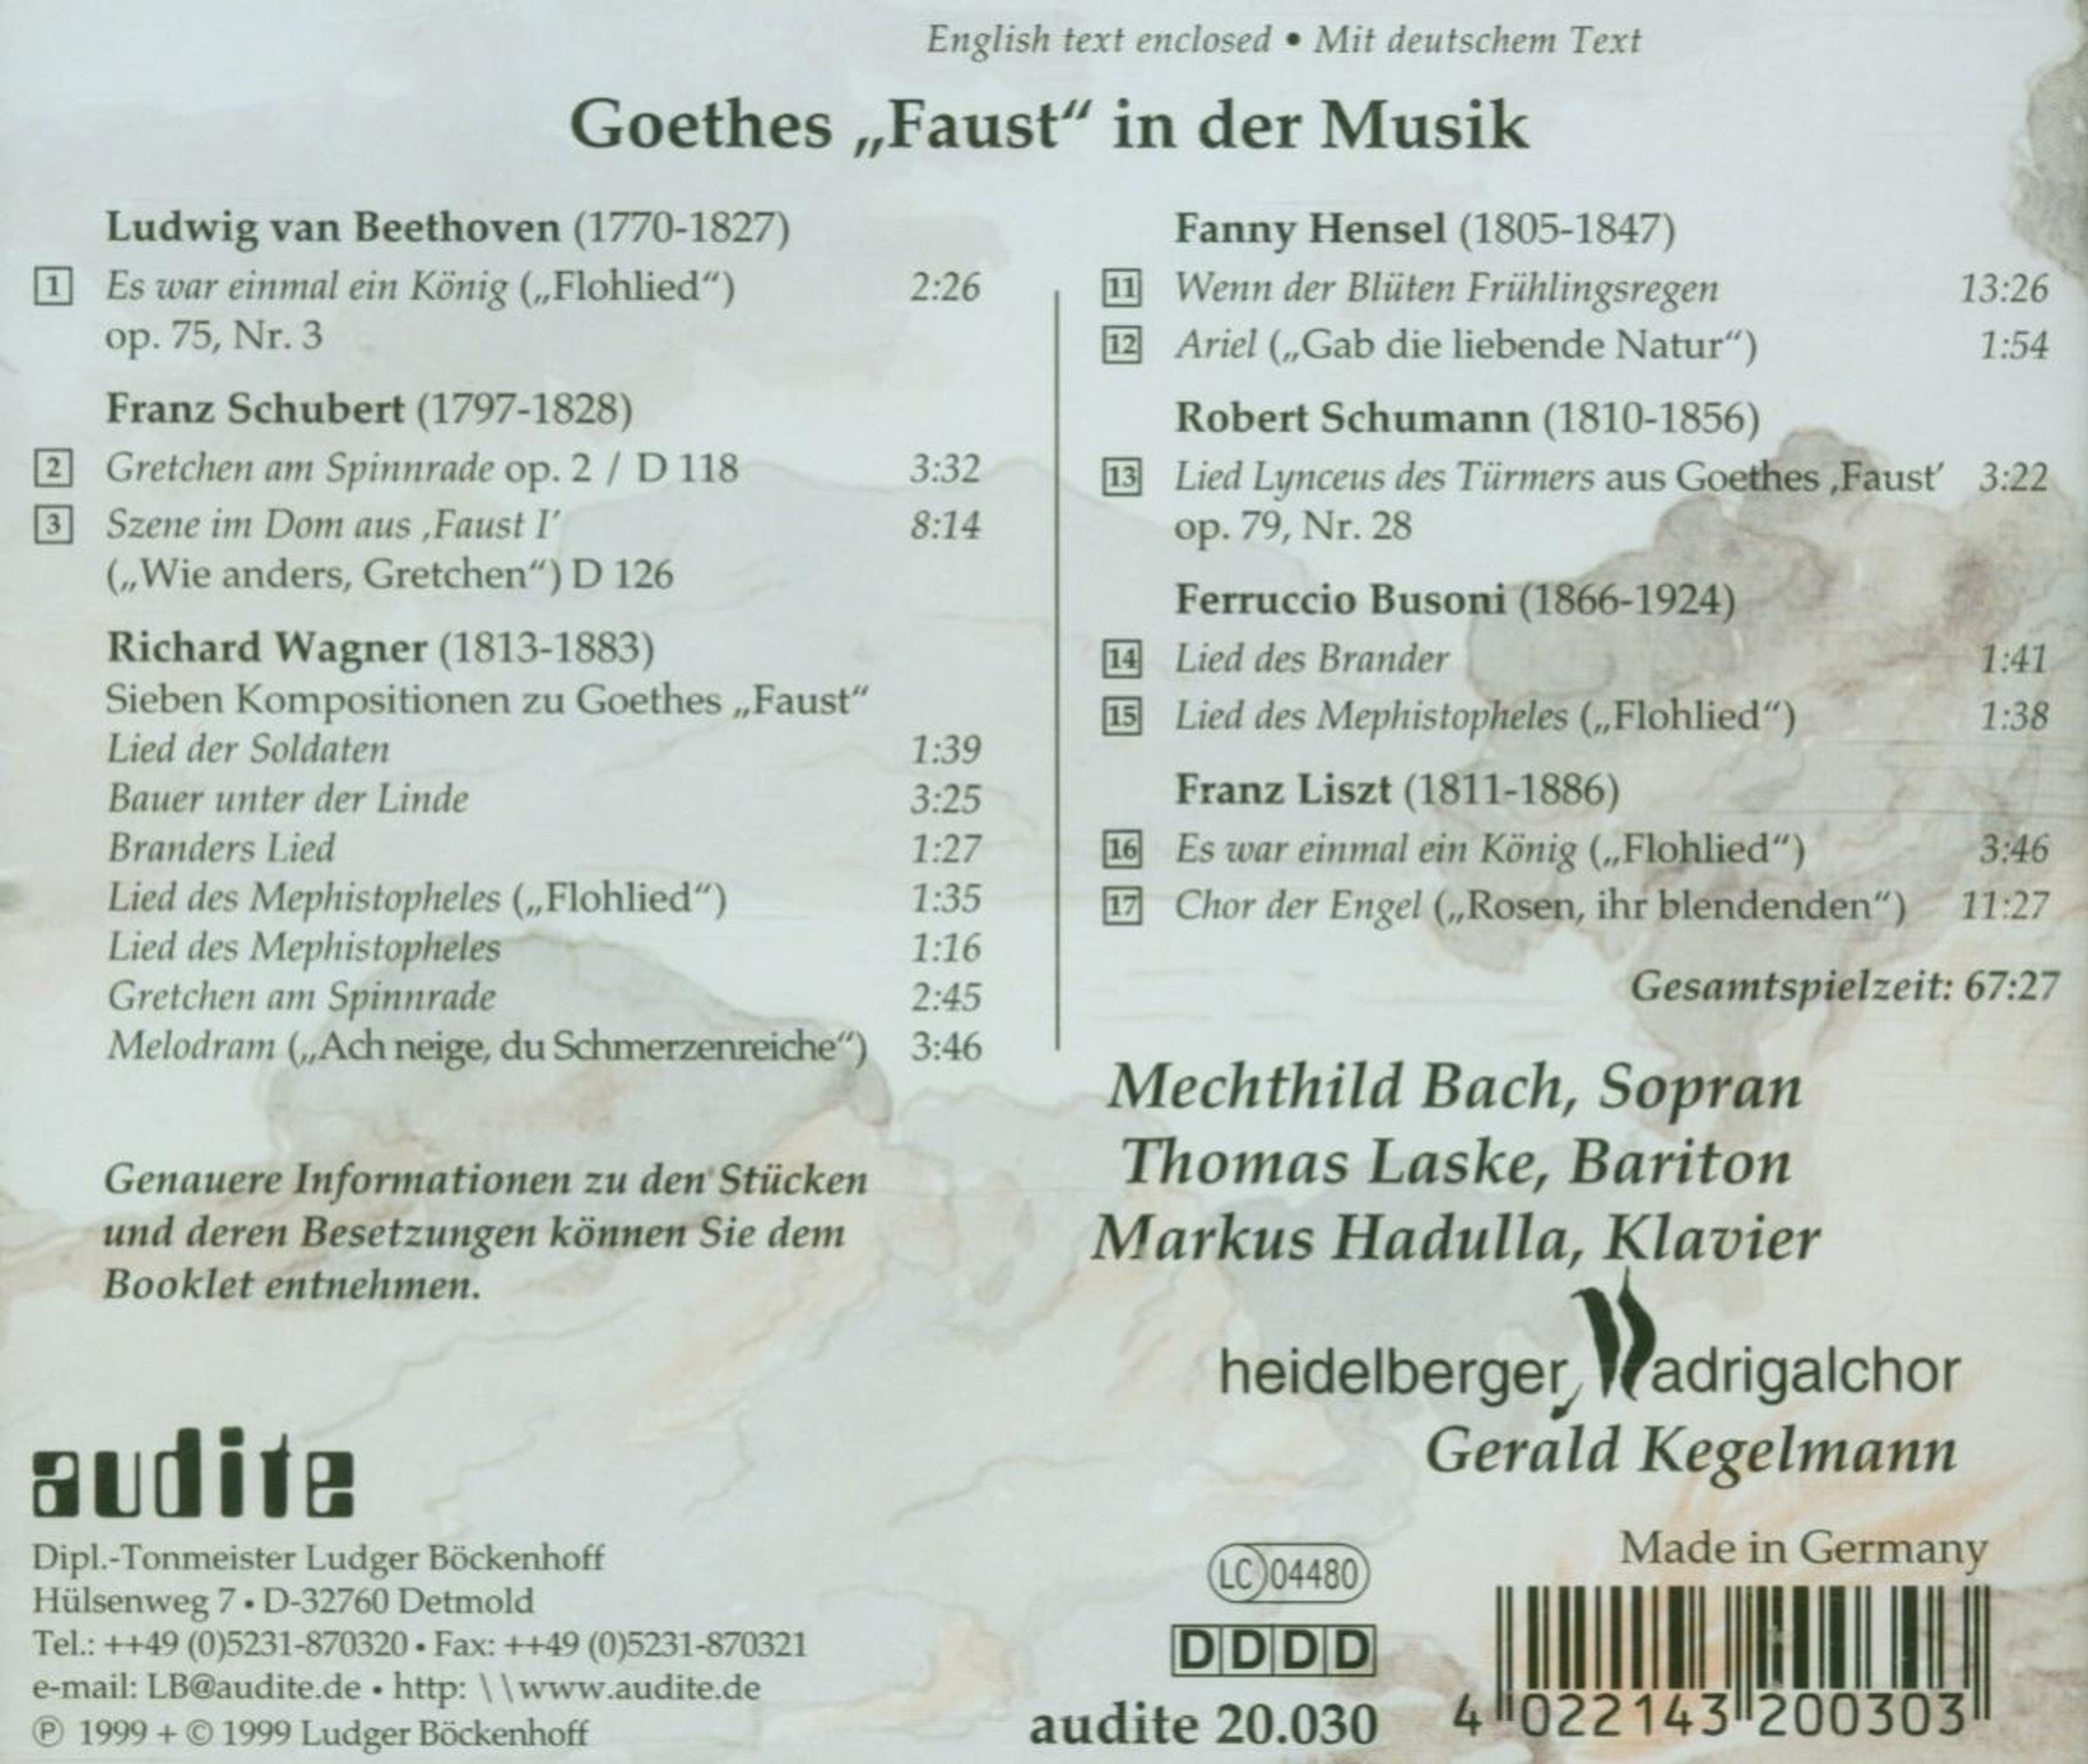 English text enclosed • Mit deutschem Text
Goethes „Faust“ in der Musik
Ludwig van Beethoven (1770-1827)
1 Es war einmal ein König („Flohlied“) 2:26
op. 75, Nr. 3
Franz Schubert (1797-1828)
2 Gretchen am Spinnrade op. 2 / D 118 3:32
3 Szene im Dom aus ‚Faust I’ 8:14
(„Wie anders, Gretchen“) D 126
Richard Wagner (1813-1883)
Sieben Kompositionen zu Goethes „Faust“
Lied der Soldaten 1:39
Bauer unter der Linde 3:25
Branders Lied 1:27
Lied des Mephistopheles („Flohlied“) 1:35
Lied des Mephistopheles 1:16
Gretchen am Spinnrade 2:45
Melodram („Ach neige, du Schmerzenreiche“) 3:46
Genauere Informationen zu den Stücken
und deren Besetzungen können Sie dem
Booklet entnehmen.
Fanny Hensel (1805-1847)
11 Wenn der Blüten Frühlingsregen 13:26
12 Ariel („Gab die liebende Natur“) 1:54
Robert Schumann (1810-1856)
13 Lied Lynceus des Türmers aus Goethes ‚Faust’ 3:22
op. 79, Nr. 28
Ferruccio Busoni (1866-1924)
14 Lied des Brander 1:41
15 Lied des Mephistopheles („Flohlied“) 1:38
Franz Liszt (1811-1886)
16 Es war einmal ein König („Flohlied“) 3:46
17 Chor der Engel („Rosen, ihr blendenden“) 11:27
Gesamtspielzeit: 67:27
Mechthild Bach, Sopran
Thomas Laske, Bariton
Markus Hadulla, Klavier
heidelberger Madrigalchor
Gerald Kegelmann
audite
Dipl.-Tonmeister Ludger Böckenhoff
Hülsenweg 7 • D-32760 Detmold
Tel.: ++49 (0)5231-870320 • Fax: ++49 (0)5231-870321
e-mail: LB@audite.de • http: \\www.audite.de
℗ 1999 + © 1999 Ludger Böckenhoff
LC 04480
DDDD
audite 20.030
Made in Germany
4 022143 200303